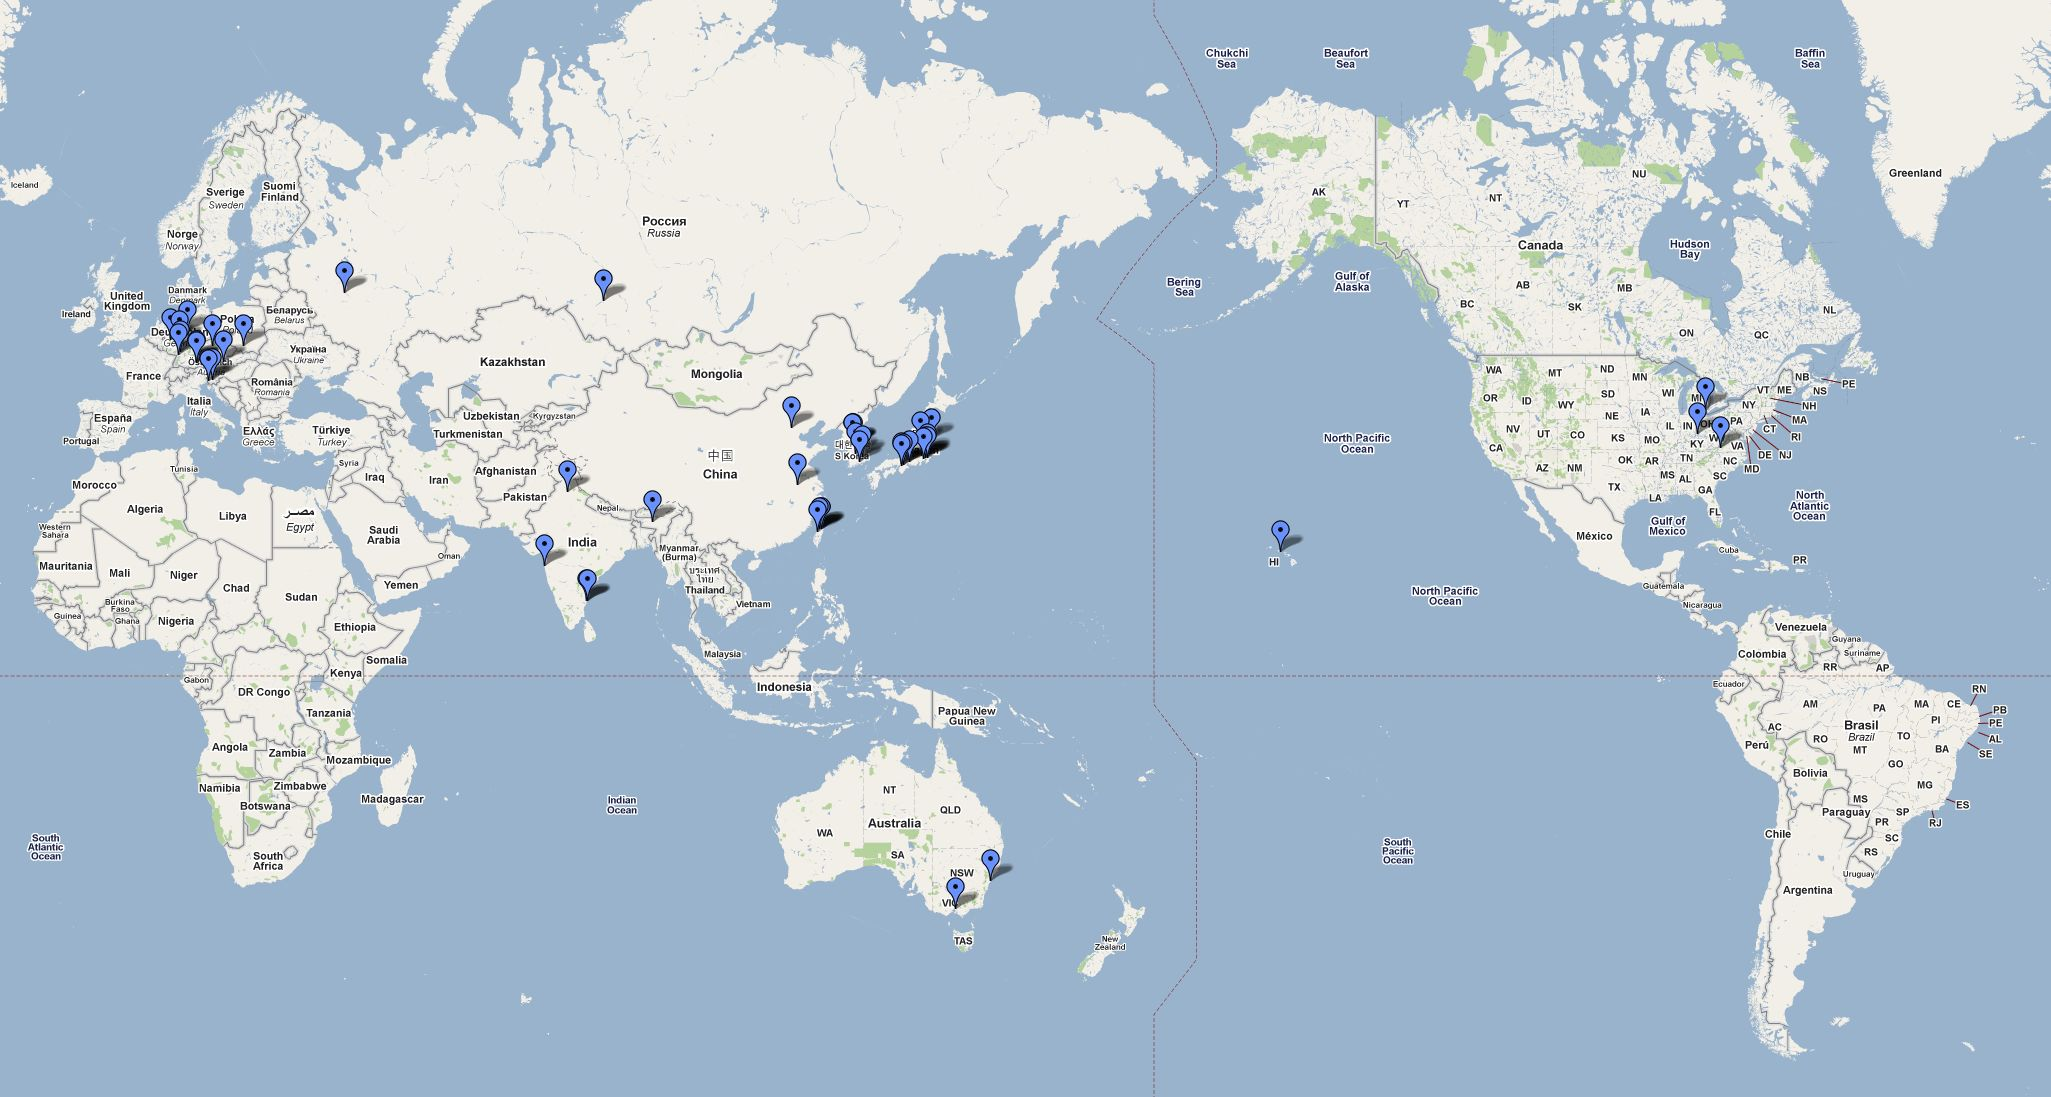 Chukchi
Sea
Beaufort
Sea
Baffin
Sea
Iceland
Greenland
Sverige
Sweden
Suomi
Finland
Norge
Norway
Россия
Russia
AK
YT
NT
NU
Canada
Hudson
Bay
Bering
Sea
Gulf of
Alaska
United
Kingdom
Ireland
Danmark
Беларусь
Belarus
Україна
Ukraine
France
România
Romania
Italia
Italy
España
Spain
Portugal
Ελλάς
Greece
Türkiye
Turkey
Kazakhstan
Mongolia
Uzbekistan
Kyrgyzstan
Turkmenistan
中国
China
S Korea
BC
AB
SK
MB
ON
QC
NL
NB
PE
NS
WA
MT
ND
MN
OR
ID
WY
SD
WI
VT
ME
NH
NY
MA
CT
RI
NE
IA
IL
IN
OH
PA
NJ
DE
MD
NV
UT
CO
KS
MO
KY
VA
CA
AZ
NM
OK
AR
TN
NC
MS
AL
SC
GA
TX
LA
FL
North Pacific
Ocean
Tunisia
Syria
Iraq
Iran
Afghanistan
Pakistan
Nepal
Morocco
Algeria
Libya
Egypt
Saudi
Arabia
Oman
Yemen
India
Myanmar
(Burma)
ประเทศ
ไทย
Thailand
Vietnam
Western
Sahara
Mauritania
Mali
Niger
Chad
Sudan
Burkina
Faso
Guinea
Ghana
Nigeria
Ethiopia
Somalia
Kenya
Gabon
DR Congo
Tanzania
Angola
Zambia
Mozambique
Namibia
Zimbabwe
Botswana
Madagascar
South
Africa
South
Atlantic
Ocean
Indian
Ocean
Malaysia
Indonesia
Papua New
Guinea
HI
North Pacific
Ocean
North
Atlantic
Ocean
Gulf of
Mexico
México
Cuba
PR
Guatemala
Nicaragua
Venezuela
Guyana
Suriname
Colombia
RR
AP
Ecuador
AM
PA
MA
CE
RN
PB
PE
AL
SE
PI
AC
RO
TO
BA
Brasil
Brazil
MT
GO
Perú
Bolivia
MG
MS
ES
SP
RJ
Paraguay
PR
SC
RS
Chile
Uruguay
Argentina
NT
QLD
WA
Australia
SA
NSW
TAS
New
Zealand
South
Pacific
Ocean